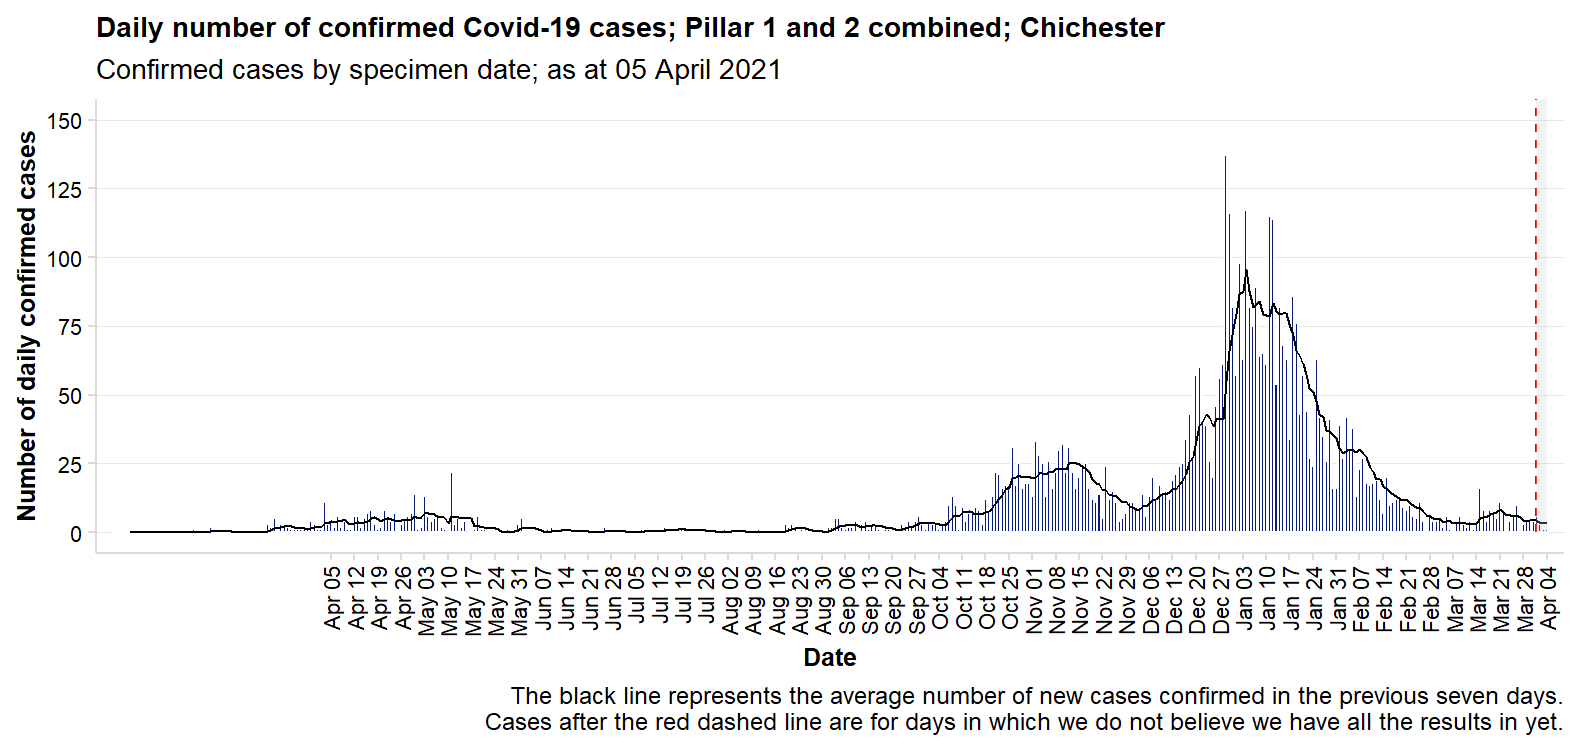 Daily number of confirmed Covid-19 cases; Pillar 1 and 2 combined; Chichester
Confirmed cases by specimen date; as at 05 April 2021
Number of daily confirmed cases
150
125
100
75
50
25
0
Apr 05
Apr 12
Apr 19
Apr 26
May 03
May 10
May 17
May 24
May 31
Jun 07
Jun 14
Jun 21
Jun 28
Jul 05
Jul 12
Jul 19
Jul 26
Aug 02
Aug 09
Aug 16
Aug 23
Aug 30
Sep 06
Sep 13
Sep 20
Sep 27
Oct 04
Oct 11
Oct 18
Oct 25
Nov 01
Nov 08
Nov 15
Nov 22
Nov 29
Dec 06
Dec 13
Dec 20
Dec 27
Jan 03
Jan 10
Jan 17
Jan 24
Jan 31
Feb 07
Feb 14
Feb 21
Feb 28
Mar 07
Mar 14
Mar 21
Mar 28
Apr 04
Date
The black line represents the average number of new cases confirmed in the previous seven days.
Cases after the red dashed line are for days in which we do not believe we have all the results in yet.